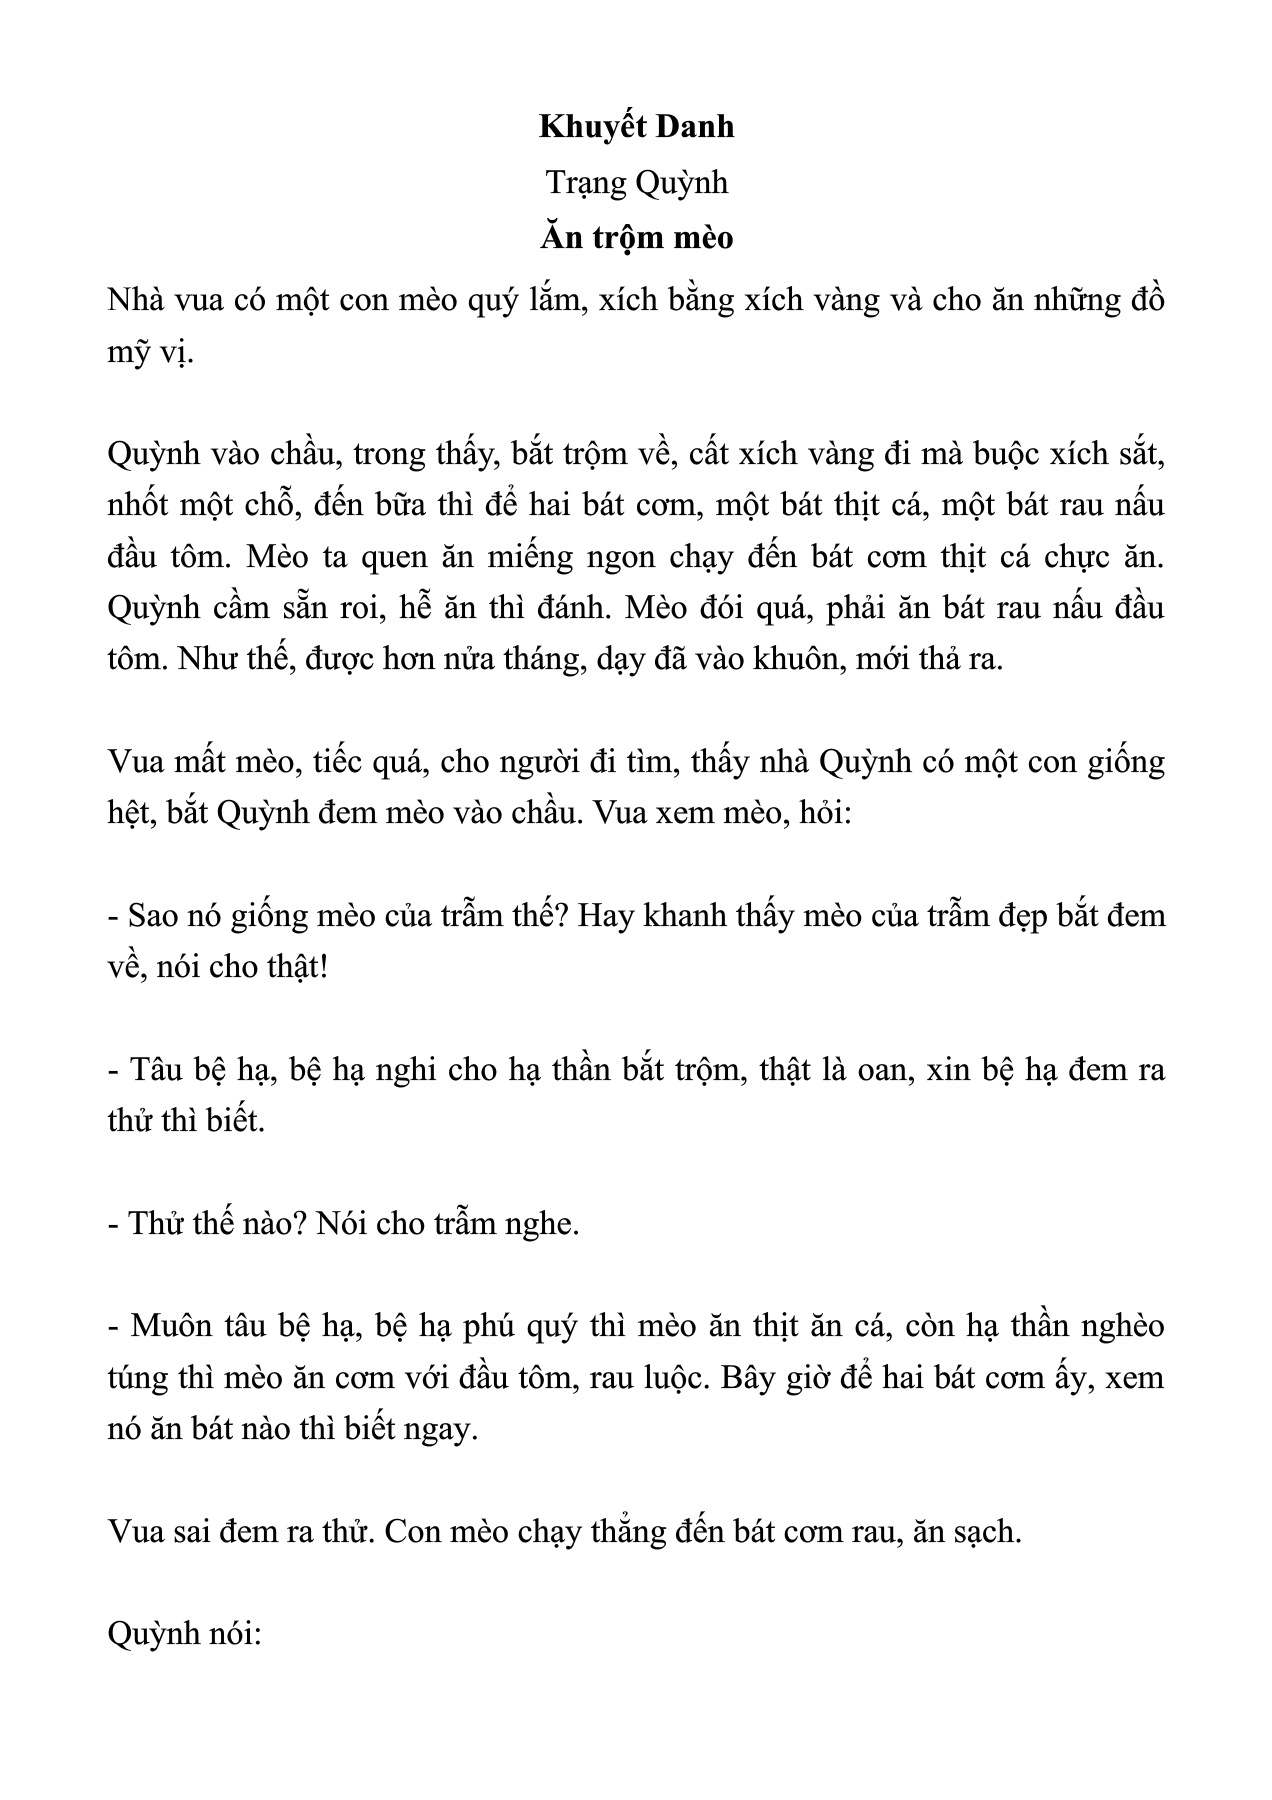 Khuyết Danh
Trạng Quỳnh
Ăn trộm mèo
Nhà vua có một con mèo quý lắm, xích bằng xích vàng và cho ăn những đồ
mỹ vị.
Quỳnh vào chầu, trong thấy, bắt trộm về, cất xích vàng đi mà buộc xích sắt,
nhốt một chỗ, đến bữa thì để hai bát cơm, một bát thịt cá, một bát rau nấu
đầu tôm. Mèo ta quen ăn miếng ngon chạy đến bát cơm thịt cá chực ăn.
Quỳnh cầm sẵn roi, hễ ăn thì đánh. Mèo đói quá, phải ăn bát rau nấu đầu
tôm. Như thế, được hơn nửa tháng, dạy đã vào khuôn, mới thả ra.
Vua mất mèo, tiếc quá, cho người đi tìm, thấy nhà Quỳnh có một con giống
hệt, bắt Quỳnh đem mèo vào chầu. Vua xem mèo, hỏi:
- Sao nó giống mèo của trẫm thế? Hay khanh thấy mèo của trẫm đẹp bắt đem
về, nói cho thật!
- Tâu bệ hạ, bệ hạ nghi cho hạ thần bắt trộm, thật là oan, xin bệ hạ đem ra
thử thì biết.
- Thử thế nào? Nói cho trẫm nghe.
- Muôn tâu bệ hạ, bệ hạ phú quý thì mèo ăn thịt ăn cá, còn hạ thần nghèo
túng thì mèo ăn cơm với đầu tôm, rau luộc. Bây giờ để hai bát cơm ấy, xem
nó ăn bát nào thì biết ngay.
Vua sai đem ra thử. Con mèo chạy thẳng đến bát cơm rau, ăn sạch.
Quỳnh nói: